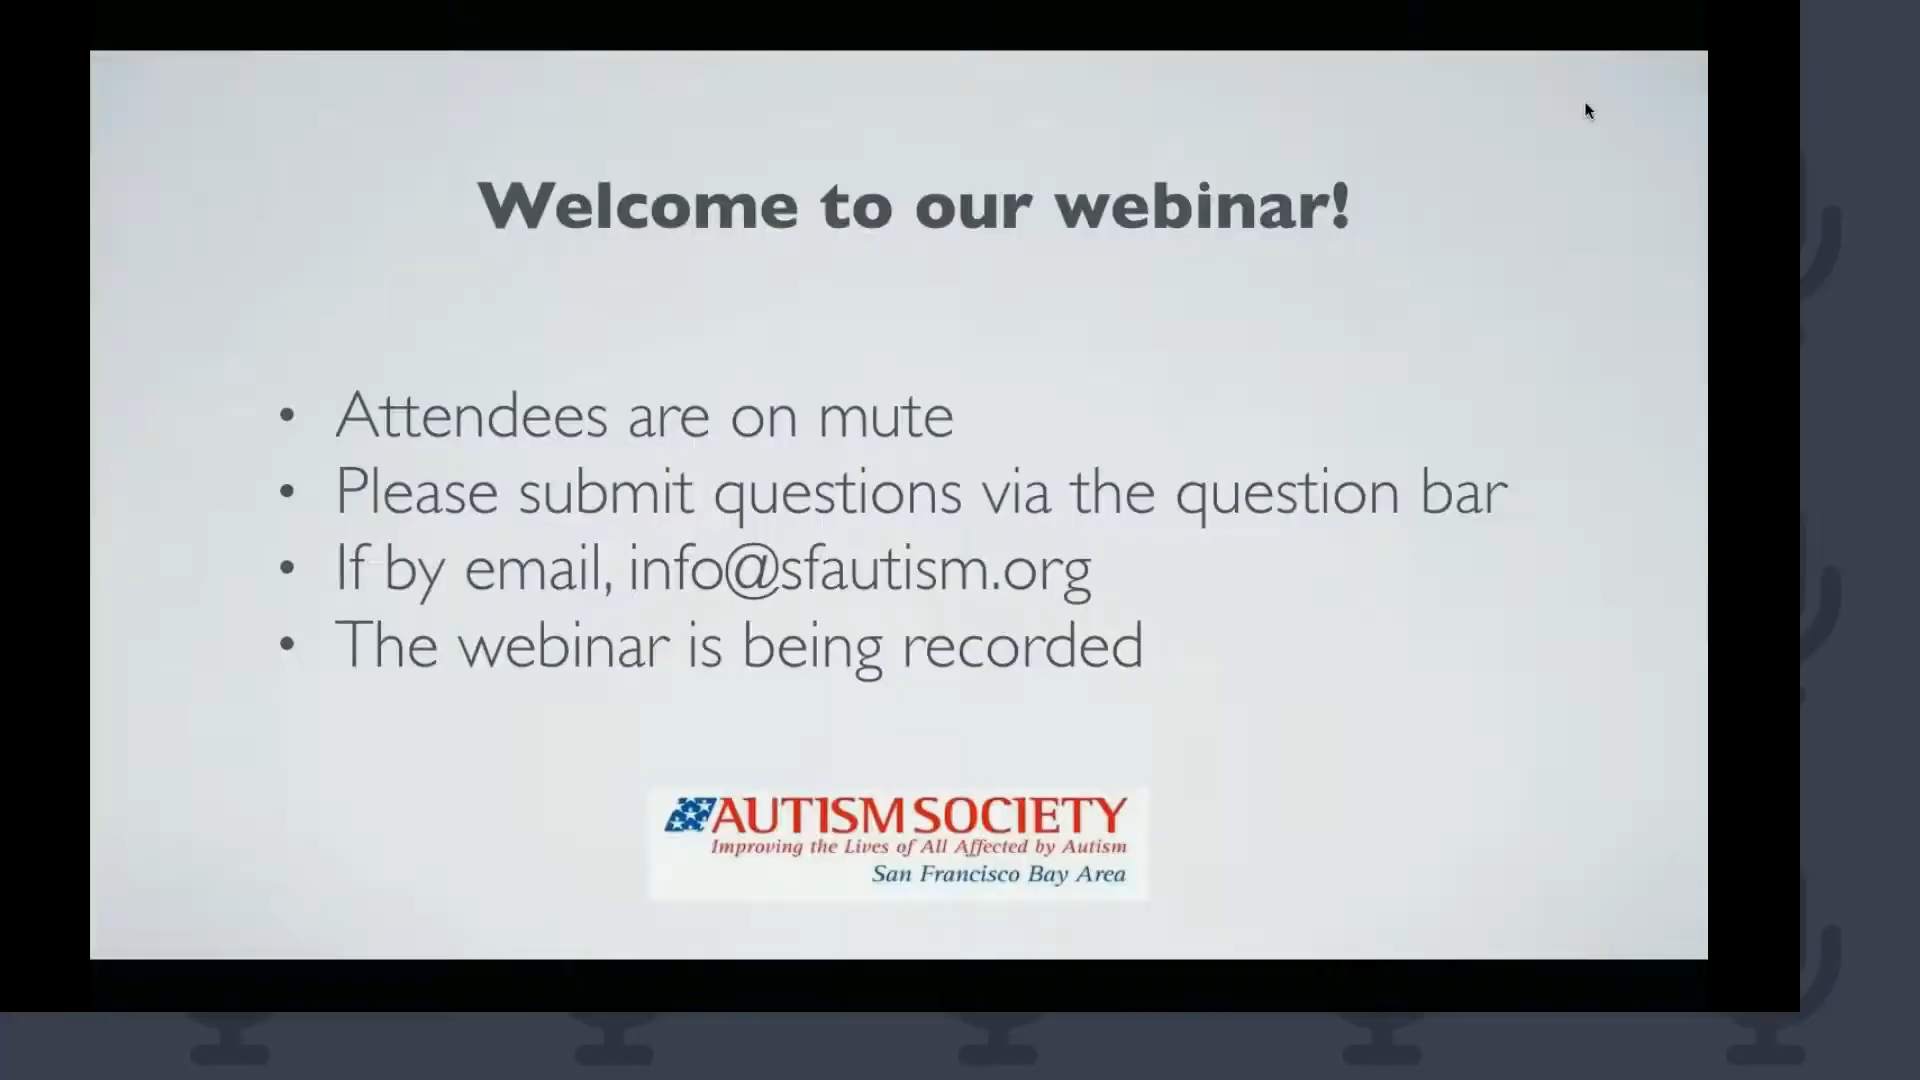 Welcome to our webinar!
• Attendees are on mute
• Please submit questions via the question bar
• If by email, info@sfautism.org
• The webinar is being recorded
AUTISM SOCIETY
Improving the Lives of All Affected by Autism
San Francisco Bay Area